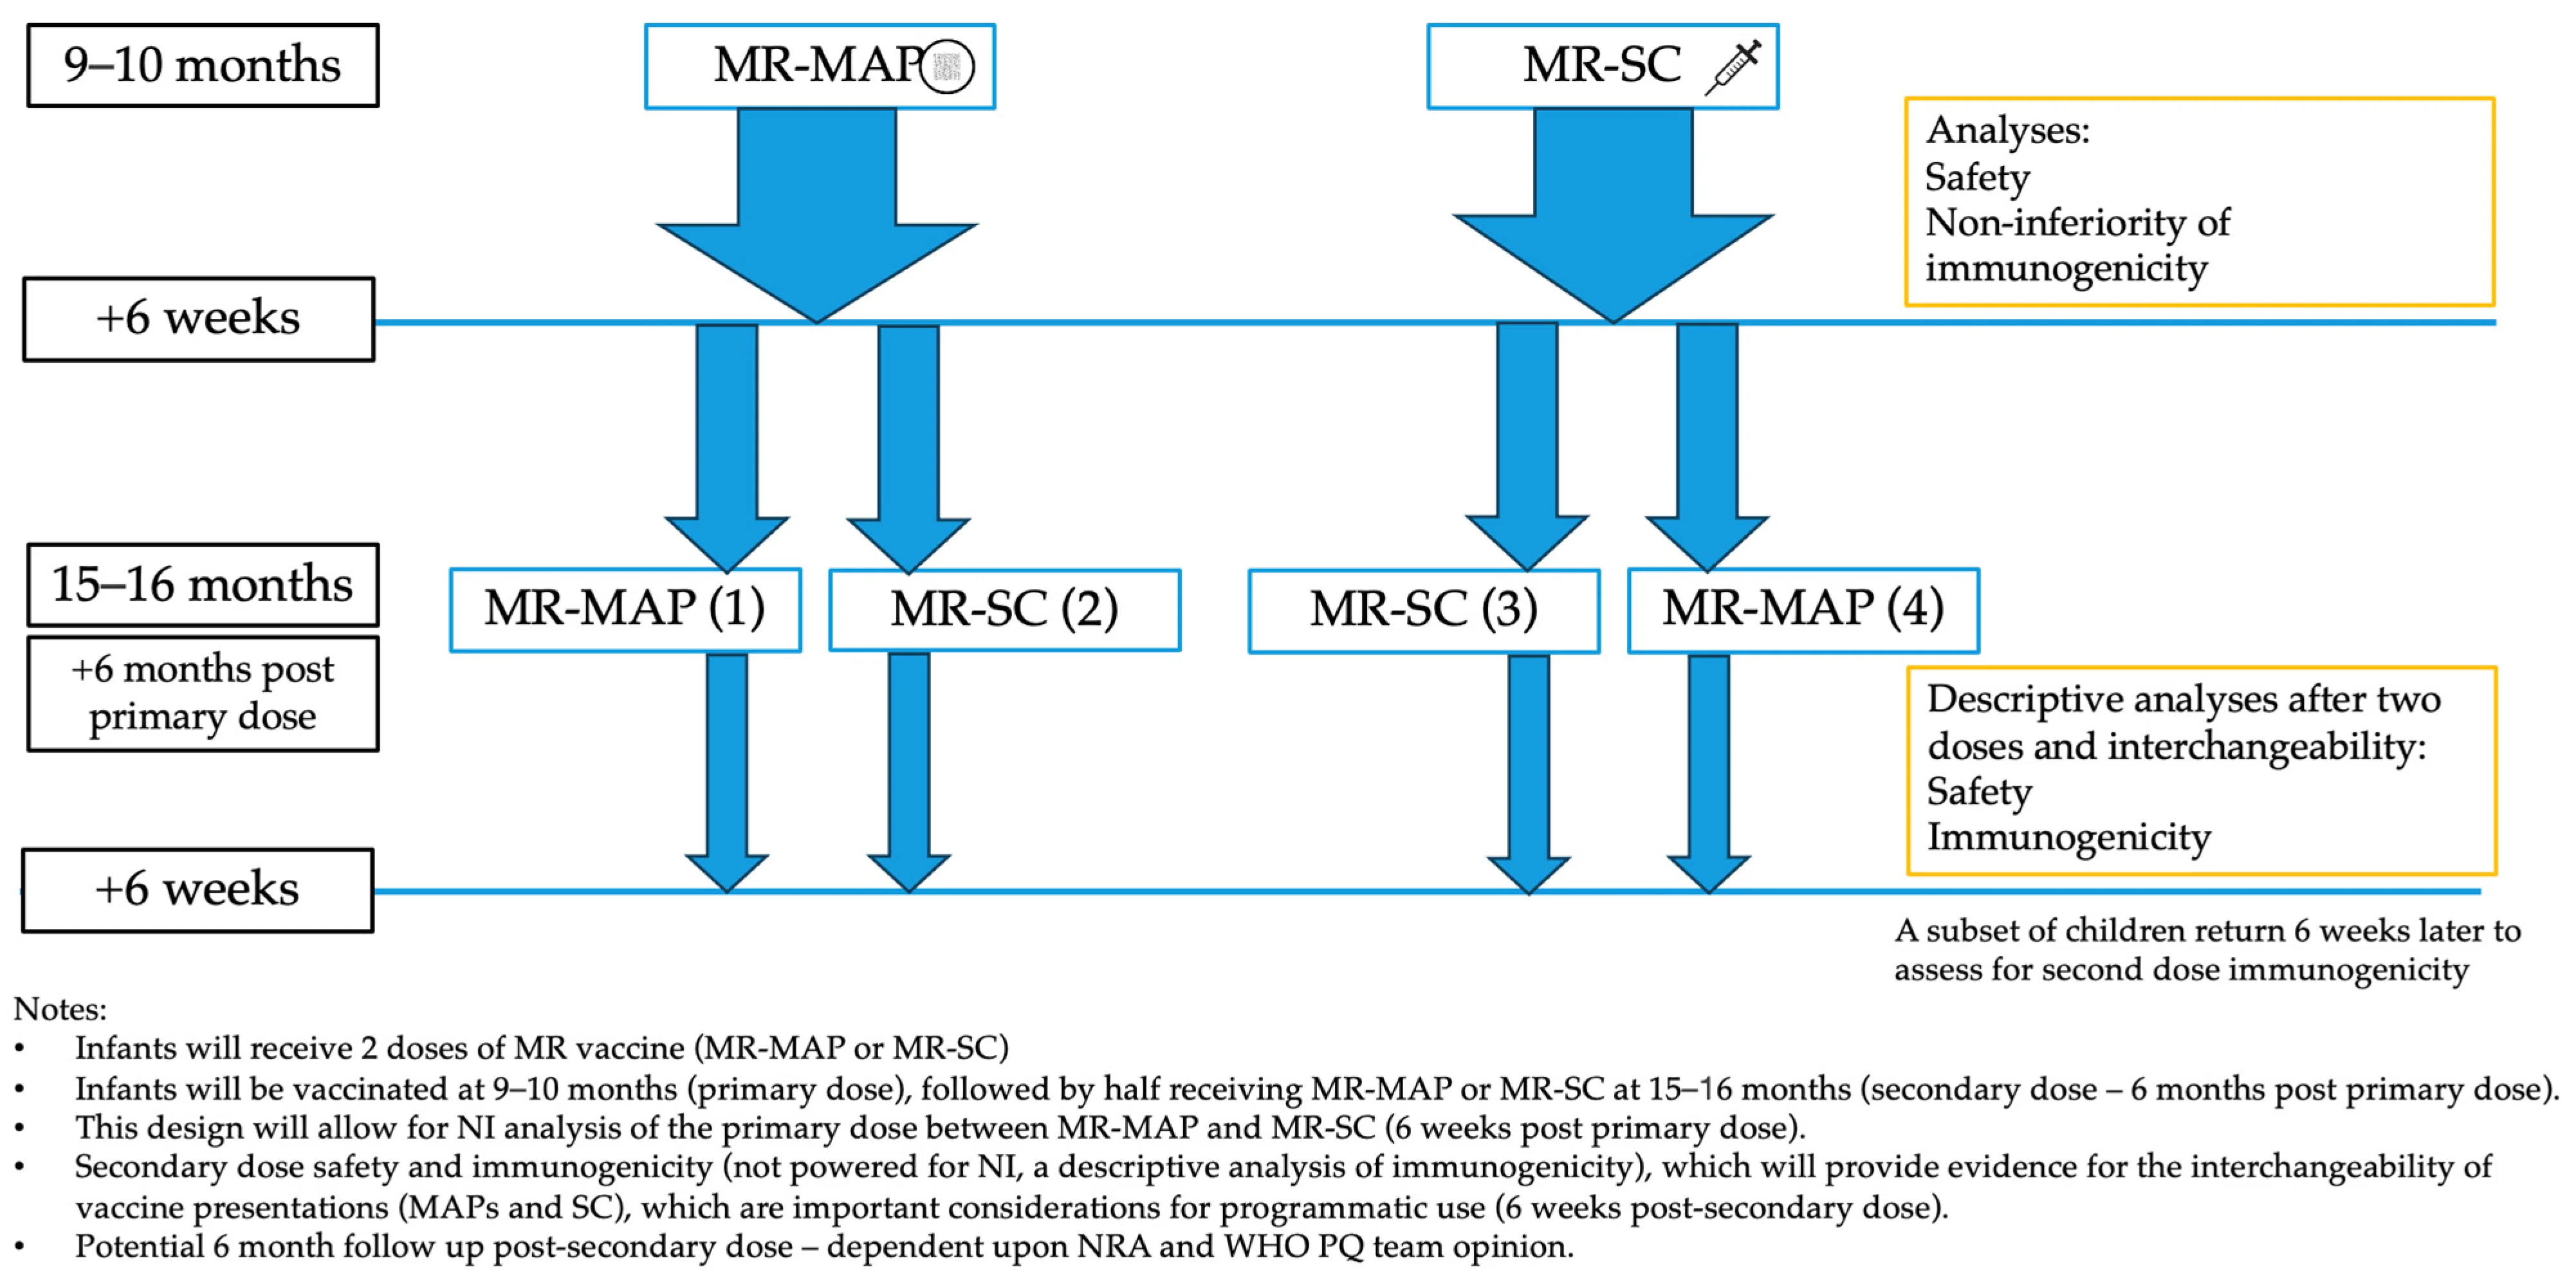 9–10 months
MR-MAP
MR-SC
Analyses:
Safety
Non-inferiority of
immunogenicity
+6 weeks
15–16 months
+6 months post
primary dose
MR-MAP (1)
MR-SC (2)
MR-SC (3)
MR-MAP (4)
Descriptive analyses after two
doses and interchangeability:
Safety
Immunogenicity
+6 weeks
A subset of children return 6 weeks later to
assess for second dose immunogenicity
Notes:
• Infants will receive 2 doses of MR vaccine (MR-MAP or MR-SC)
• Infants will be vaccinated at 9–10 months (primary dose), followed by half receiving MR-MAP or MR-SC at 15–16 months (secondary dose – 6 months post primary dose).
• This design will allow for NI analysis of the primary dose between MR-MAP and MR-SC (6 weeks post primary dose).
• Secondary dose safety and immunogenicity (not powered for NI, a descriptive analysis of immunogenicity), which will provide evidence for the interchangeability of
vaccine presentations (MAPs and SC), which are important considerations for programmatic use (6 weeks post-secondary dose).
• Potential 6 month follow up post-secondary dose – dependent upon NRA and WHO PQ team opinion.